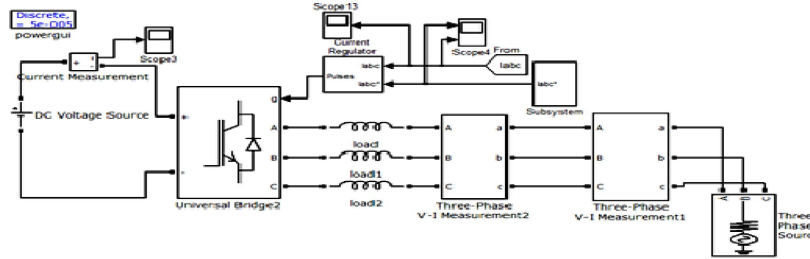 Discrete,
= 5e-005
powergui
Scope3
Current Measurement
DC Voltage Source
Scope13
Current
Regulator
Pulses
Iabc
Iabc*
Scope4
From
Iabc
Iabc*
Subsystem
g
+
-
A
B
C
Universal Bridge2
load
load1
load2
A
B
C
a
b
c
Three-Phase
V-I Measurement2
A
B
C
a
b
c
Three-Phase
V-I Measurement1
A
B
C
Three
Phase
Sourc